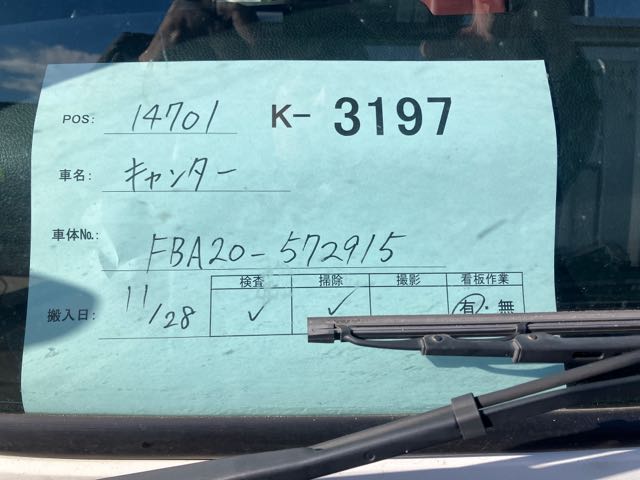 POS: 14701 K- 3197
車名: キャンター
車体No.: FBA20-572915
検査 掃除 撮影 看板作業
搬入日: 11/28 ✓ ✓ 有・無